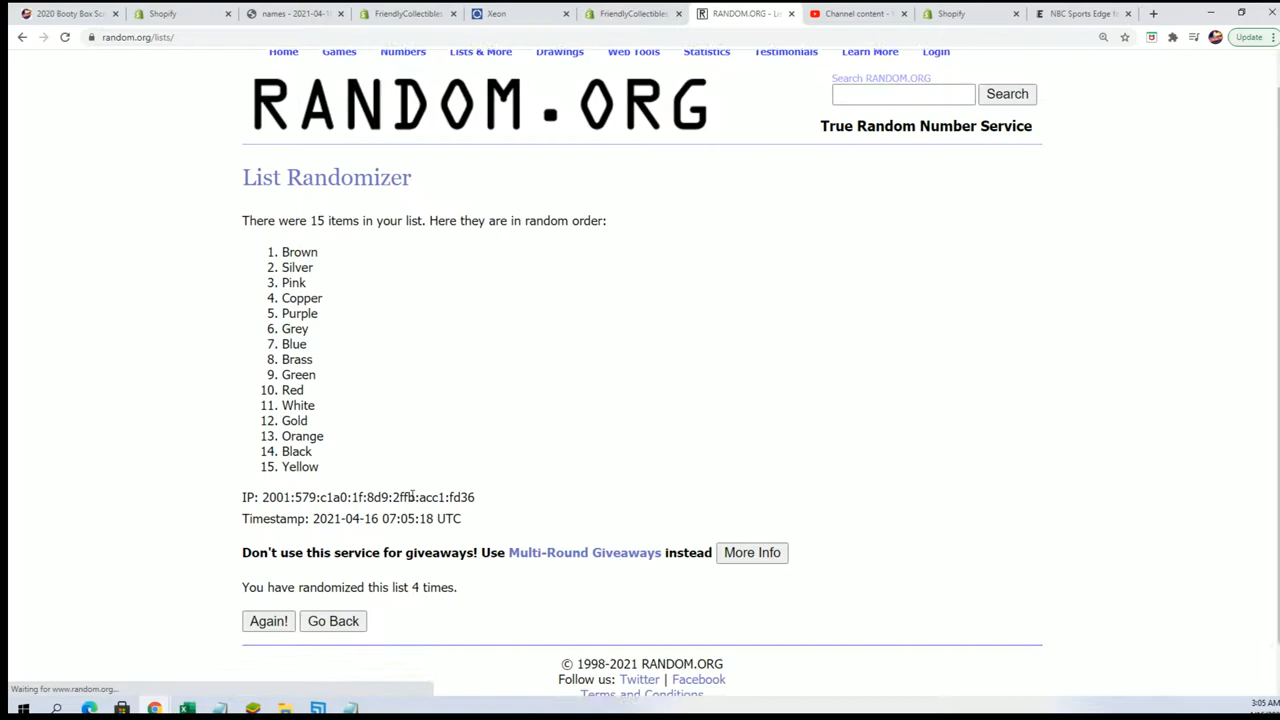 2020 Booty Box Sc
Shopify
names - 2021-04-1
FriendlyCollectibles
Xeon
FriendlyCollectibles
RANDOM.ORG - Li
Channel content -
Shopify
NBC Sports Edge f
random.org/lists/
Update
Home Games Numbers Lists & More Drawings Web Tools Statistics Testimonials Learn More Login
RANDOM.ORG
Search RANDOM.ORG
Search
True Random Number Service
List Randomizer
There were 15 items in your list. Here they are in random order:
1. Brown
2. Silver
3. Pink
4. Copper
5. Purple
6. Grey
7. Blue
8. Brass
9. Green
10. Red
11. White
12. Gold
13. Orange
14. Black
15. Yellow
IP: 2001:579:c1a0:1f:8d9:2ffb:acc1:fd36
Timestamp: 2021-04-16 07:05:18 UTC
Don't use this service for giveaways! Use Multi-Round Giveaways instead More Info
You have randomized this list 4 times.
Again! Go Back
© 1998-2021 RANDOM.ORG
Follow us: Twitter | Facebook
Terms and Conditions
Waiting for www.random.org...
3:05 AM